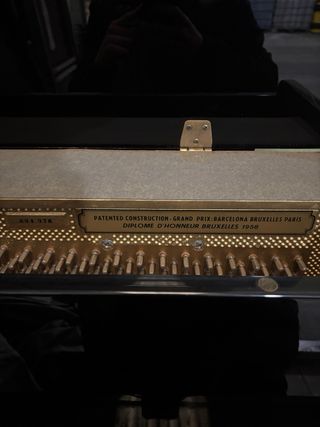 PATENTED CONSTRUCTION - GRAND PRIX: BARCELONA BRUXELLES PARIS
DIPLOME D'HONNEUR BRUXELLES 1958